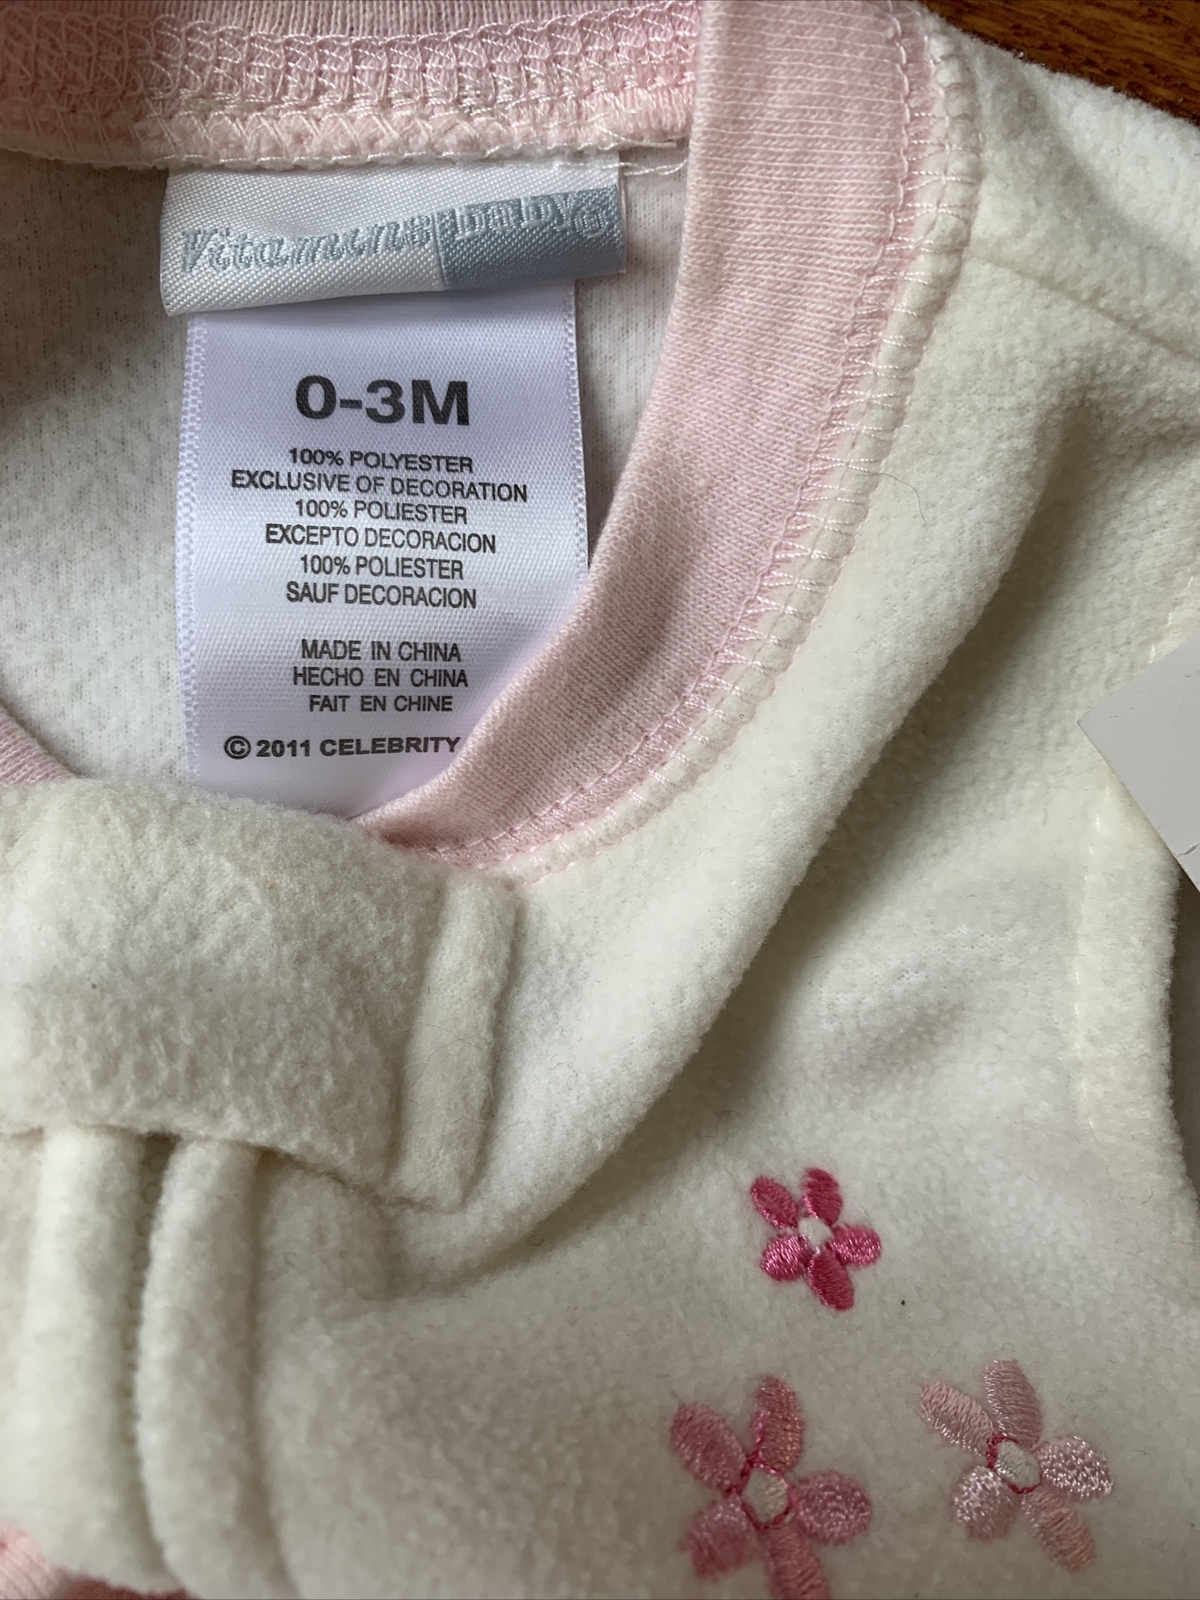 Vitamins baby®
0-3M
100% POLYESTER
EXCLUSIVE OF DECORATION
100% POLIESTER
EXCEPTO DECORACION
100% POLIESTER
SAUF DECORACION
MADE IN CHINA
HECHO EN CHINA
FAIT EN CHINE
© 2011 CELEBRITY